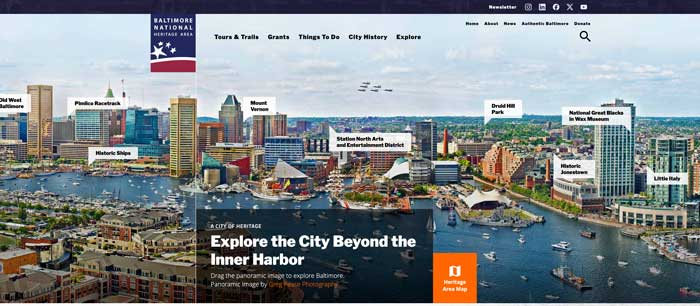 Newsletter
Home About News Authentic Baltimore Donate
BALTIMORE
NATIONAL
HERITAGE AREA
Tours & Trails Grants Things To Do City History Explore
Old West
Baltimore
Pimlico Racetrack
Mount
Vernon
Druid Hill
Park
National Great Blacks
in Wax Museum
Station North Arts
and Entertainment District
Historic Ships
Historic
Jonestown
Little Italy
A CITY OF HERITAGE
Explore the City Beyond the
Inner Harbor
Drag the panoramic image to explore Baltimore.
Panoramic image by Greg Pease Photography
Heritage
Area Map